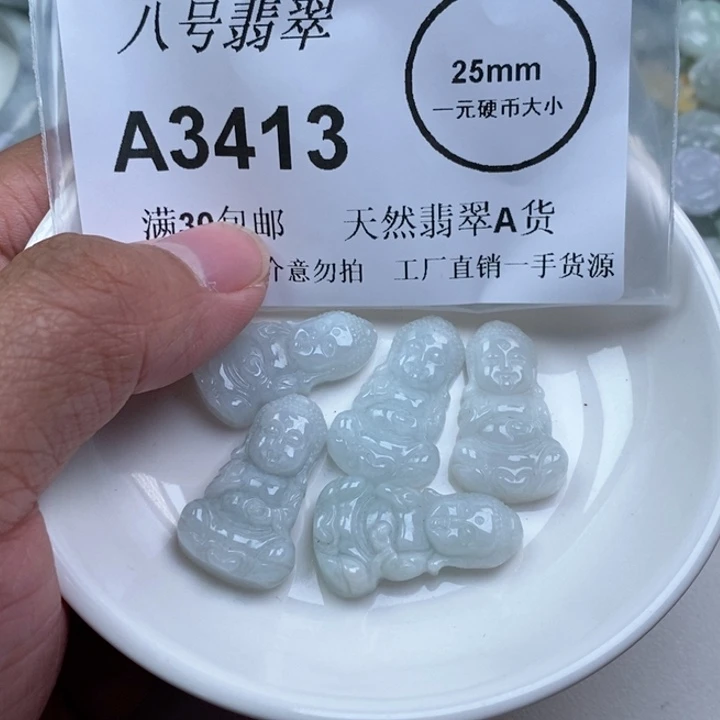 八号翡翠
25mm
一元硬币大小
A3413
满30包邮 天然翡翠A货
介意勿拍 工厂直销一手货源